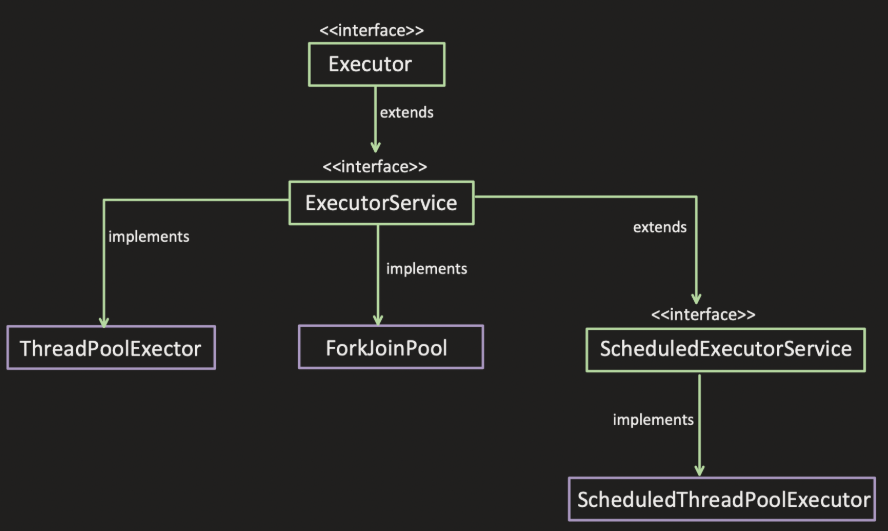 <<interface>>
Executor
extends
<<interface>>
ExecutorService
implements
implements
extends
<<interface>>
ThreadPoolExector
ForkJoinPool
ScheduledExecutorService
implements
ScheduledThreadPoolExecutor